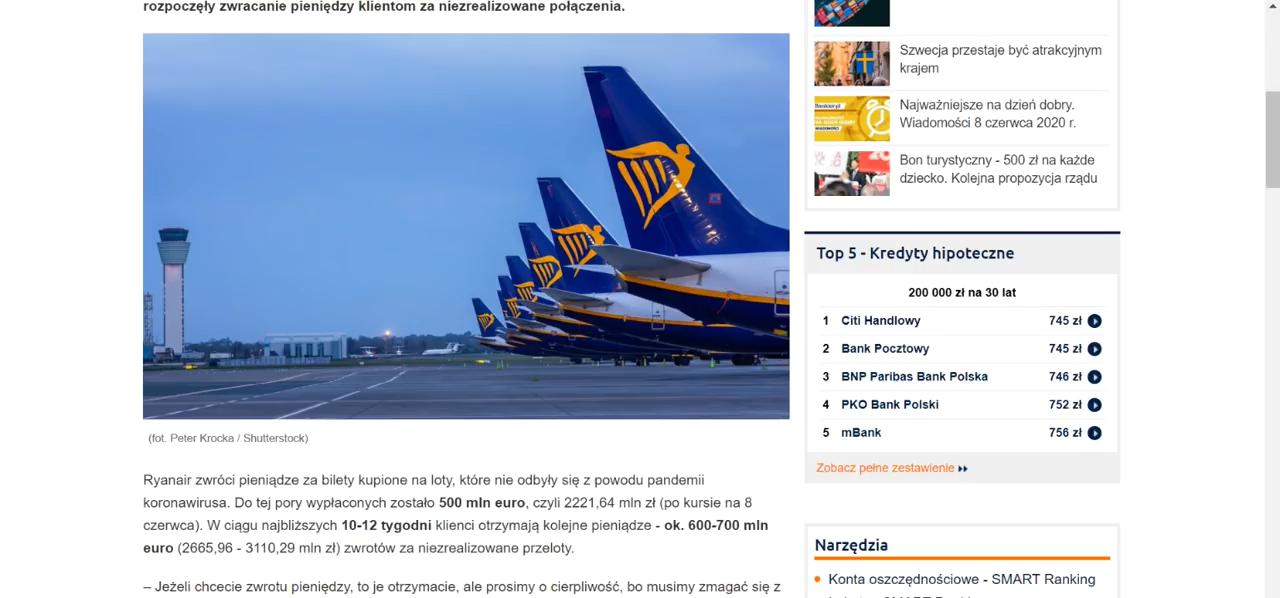 rozpoczęły zwracanie pieniędzy klientom za niezrealizowane połączenia.
(fot. Peter Krocka / Shutterstock)
Ryanair zwróci pieniądze za bilety kupione na loty, które nie odbyły się z powodu pandemii
koronawirusa. Do tej pory wypłaconych zostało 500 mln euro, czyli 2221,64 mln zł (po kursie na 8
czerwca). W ciągu najbliższych 10-12 tygodni klienci otrzymają kolejne pieniądze - ok. 600-700 mln
euro (2665,96 - 3110,29 mln zł) zwrotów za niezrealizowane przeloty.
– Jeżeli chcecie zwrotu pieniędzy, to je otrzymacie, ale prosimy o cierpliwość, bo musimy zmagać się z
Szwecja przestaje być atrakcyjnym
krajem
Najważniejsze na dzień dobry.
Wiadomości 8 czerwca 2020 r.
Bon turystyczny - 500 zł na każde
dziecko. Kolejna propozycja rządu
Top 5 - Kredyty hipoteczne
200 000 zł na 30 lat
1 Citi Handlowy 745 zł
2 Bank Pocztowy 745 zł
3 BNP Paribas Bank Polska 746 zł
4 PKO Bank Polski 752 zł
5 mBank 756 zł
Zobacz pełne zestawienie
Narzędzia
Konta oszczędnościowe - SMART Ranking